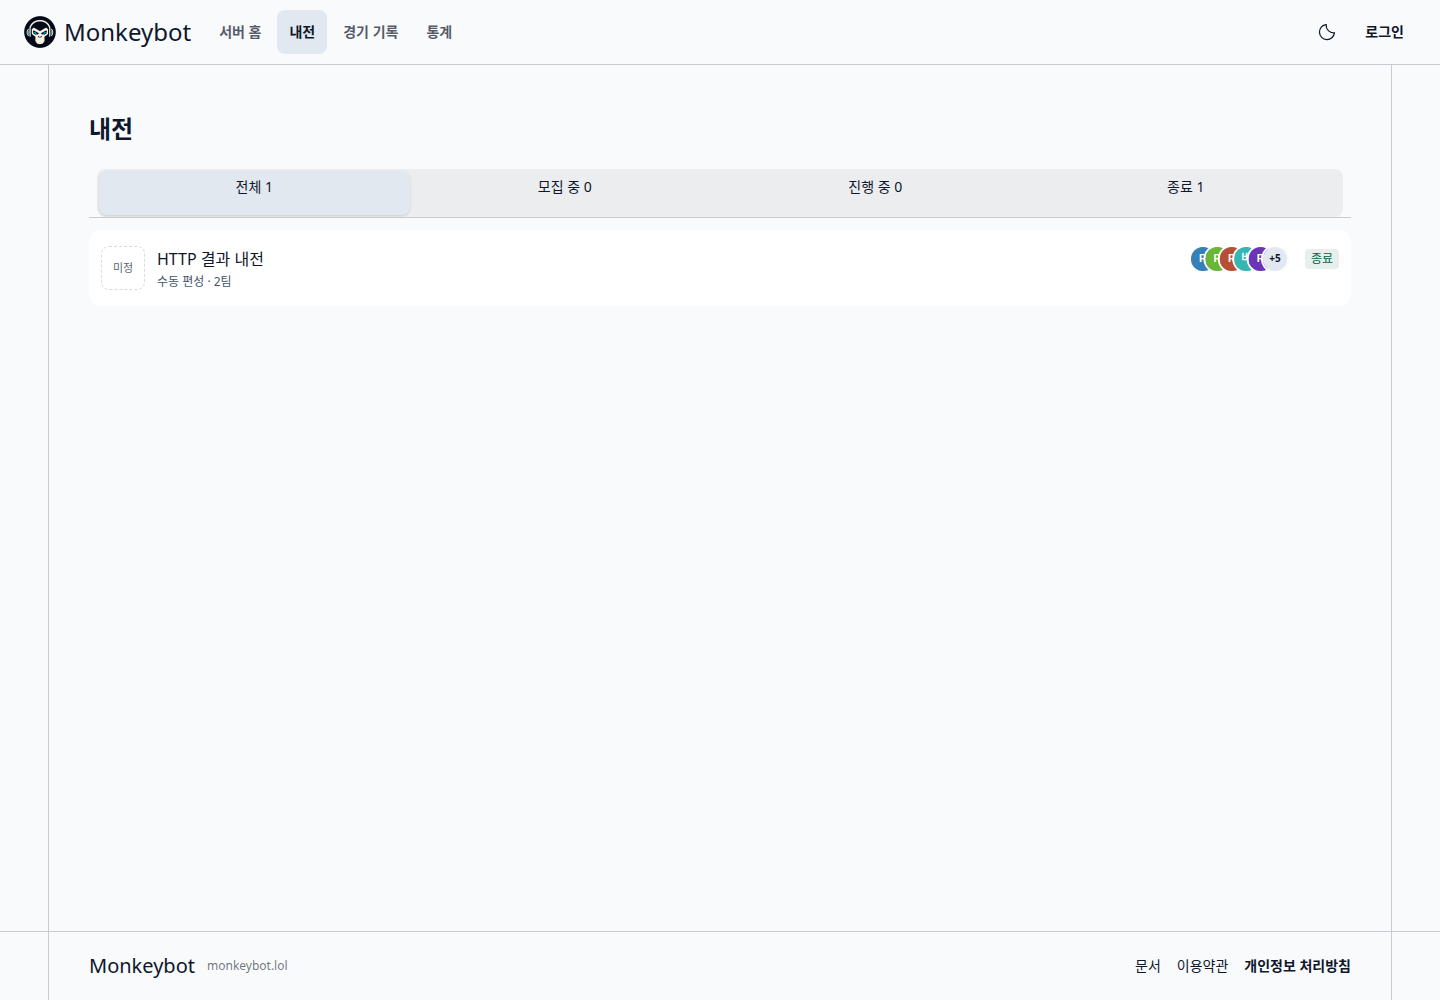 Monkeybot 서버 홈 내전 경기 기록 통계 로그인
내전
전체 1 모집 중 0 진행 중 0 종료 1
미정
HTTP 결과 내전
수동 편성 · 2팀
+5
종료
Monkeybot monkeybot.lol 문서 이용약관 개인정보 처리방침